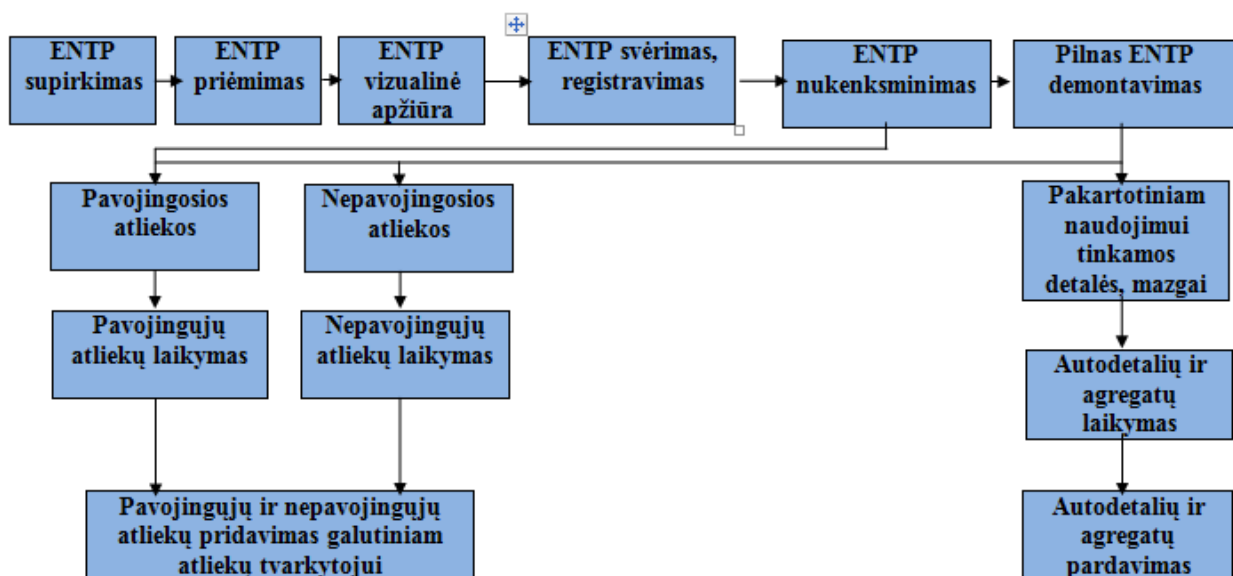 ENTP
supirkimas
ENTP
priėmimas
ENTP
vizualinė
apžiūra
ENTP svėrimas,
registravimas
ENTP
nukenksminimas
Pilnas ENTP
demontavimas
Pavojingosios
atliekos
Nepavojingosios
atliekos
Pakartotiniam
naudojimui
tinkamos
detalės, mazgai
Pavojingųjų
atliekų laikymas
Nepavojingųjų
atliekų laikymas
Autodetalių ir
agregatų
laikymas
Pavojingųjų ir nepavojingųjų
atliekų pridavimas galutiniam
atliekų tvarkytojui
Autodetalių ir
agregatų
pardavimas